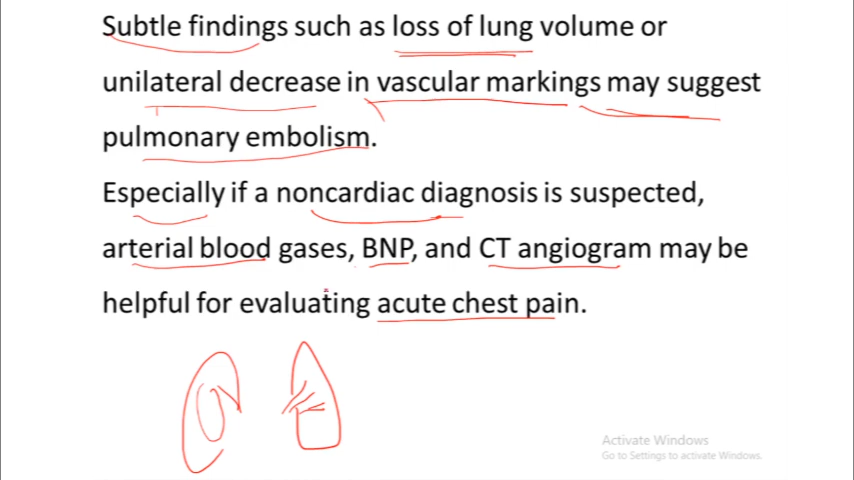 Subtle findings such as loss of lung volume or
unilateral decrease in vascular markings may suggest
pulmonary embolism.
Especially if a noncardiac diagnosis is suspected,
arterial blood gases, BNP, and CT angiogram may be
helpful for evaluating acute chest pain.
Activate Windows
Go to Settings to activate Windows.